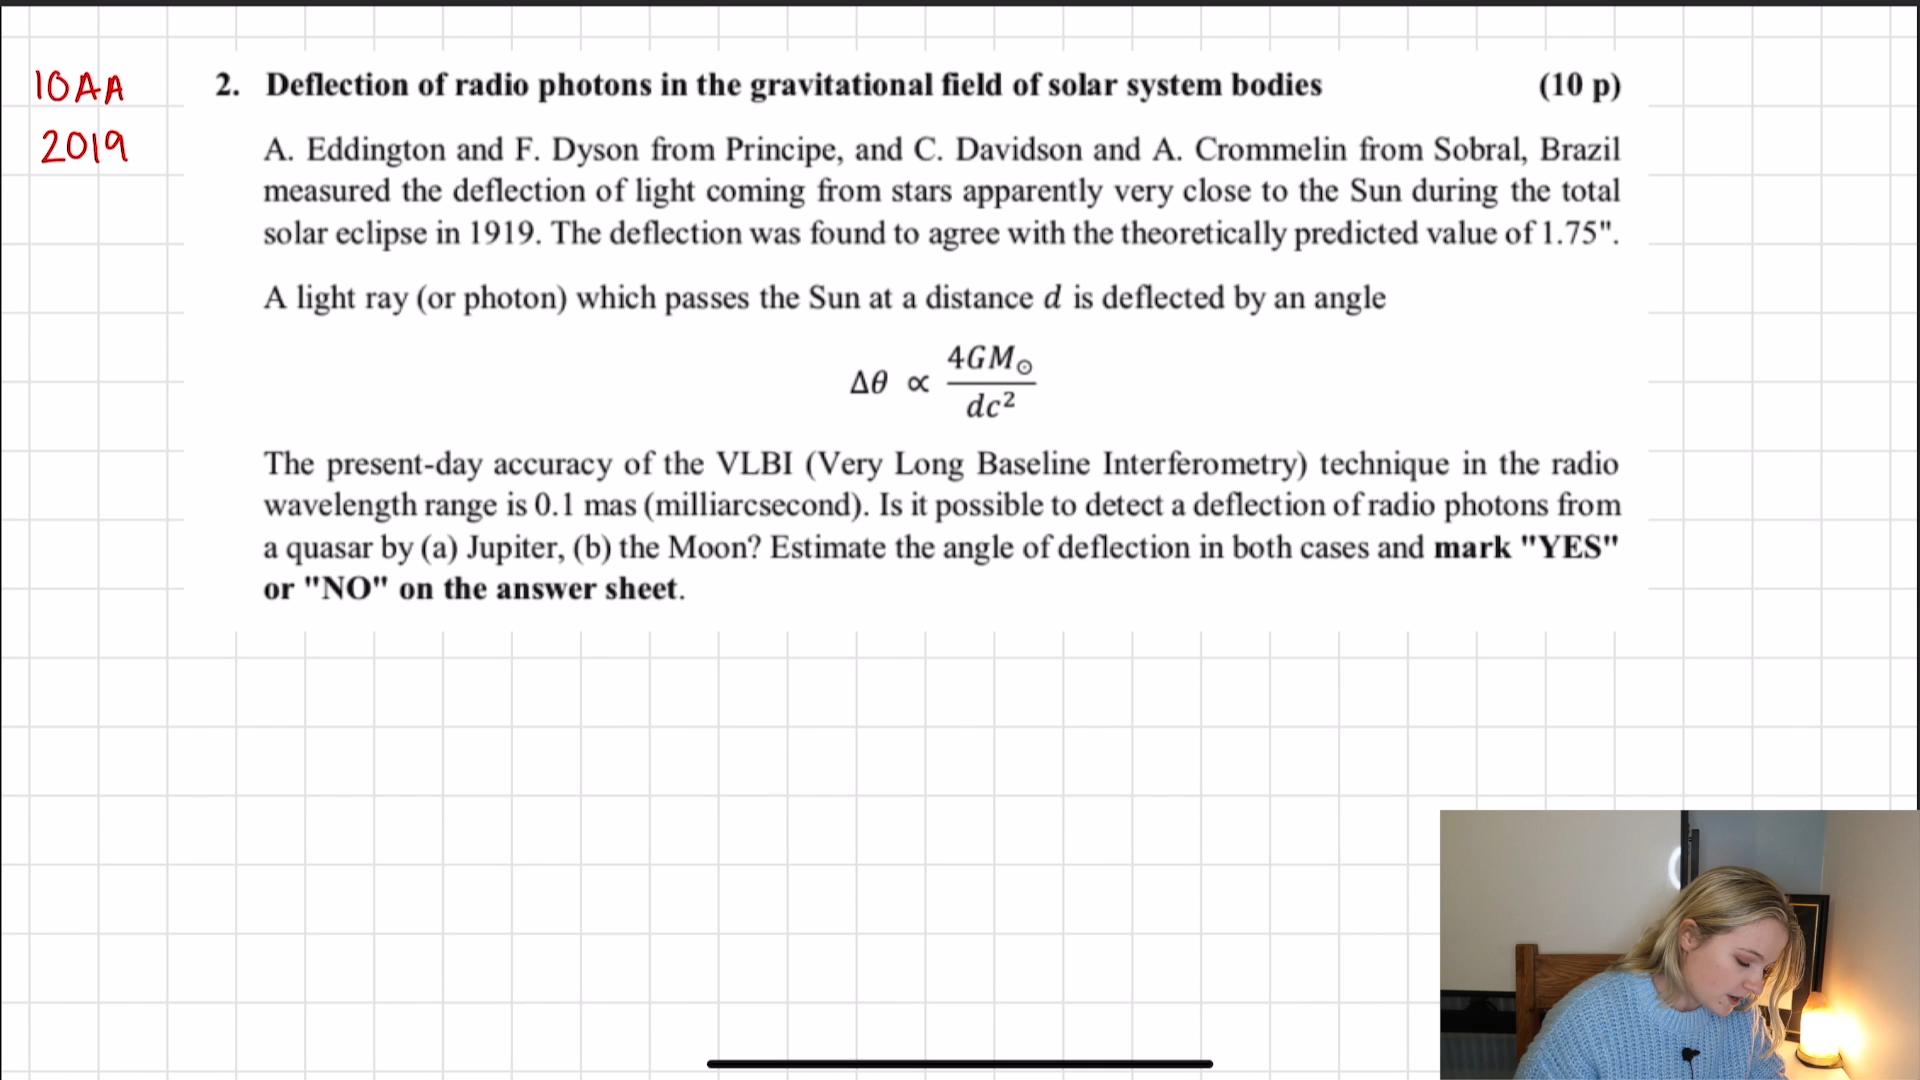 IOAA
2019
2. Deflection of radio photons in the gravitational field of solar system bodies (10 p)
A. Eddington and F. Dyson from Principe, and C. Davidson and A. Crommelin from Sobral, Brazil
measured the deflection of light coming from stars apparently very close to the Sun during the total
solar eclipse in 1919. The deflection was found to agree with the theoretically predicted value of 1.75".
A light ray (or photon) which passes the Sun at a distance d is deflected by an angle
Δθ ∝ 4GM⊙ / dc²
The present-day accuracy of the VLBI (Very Long Baseline Interferometry) technique in the radio
wavelength range is 0.1 mas (milliarcsecond). Is it possible to detect a deflection of radio photons from
a quasar by (a) Jupiter, (b) the Moon? Estimate the angle of deflection in both cases and mark "YES"
or "NO" on the answer sheet.